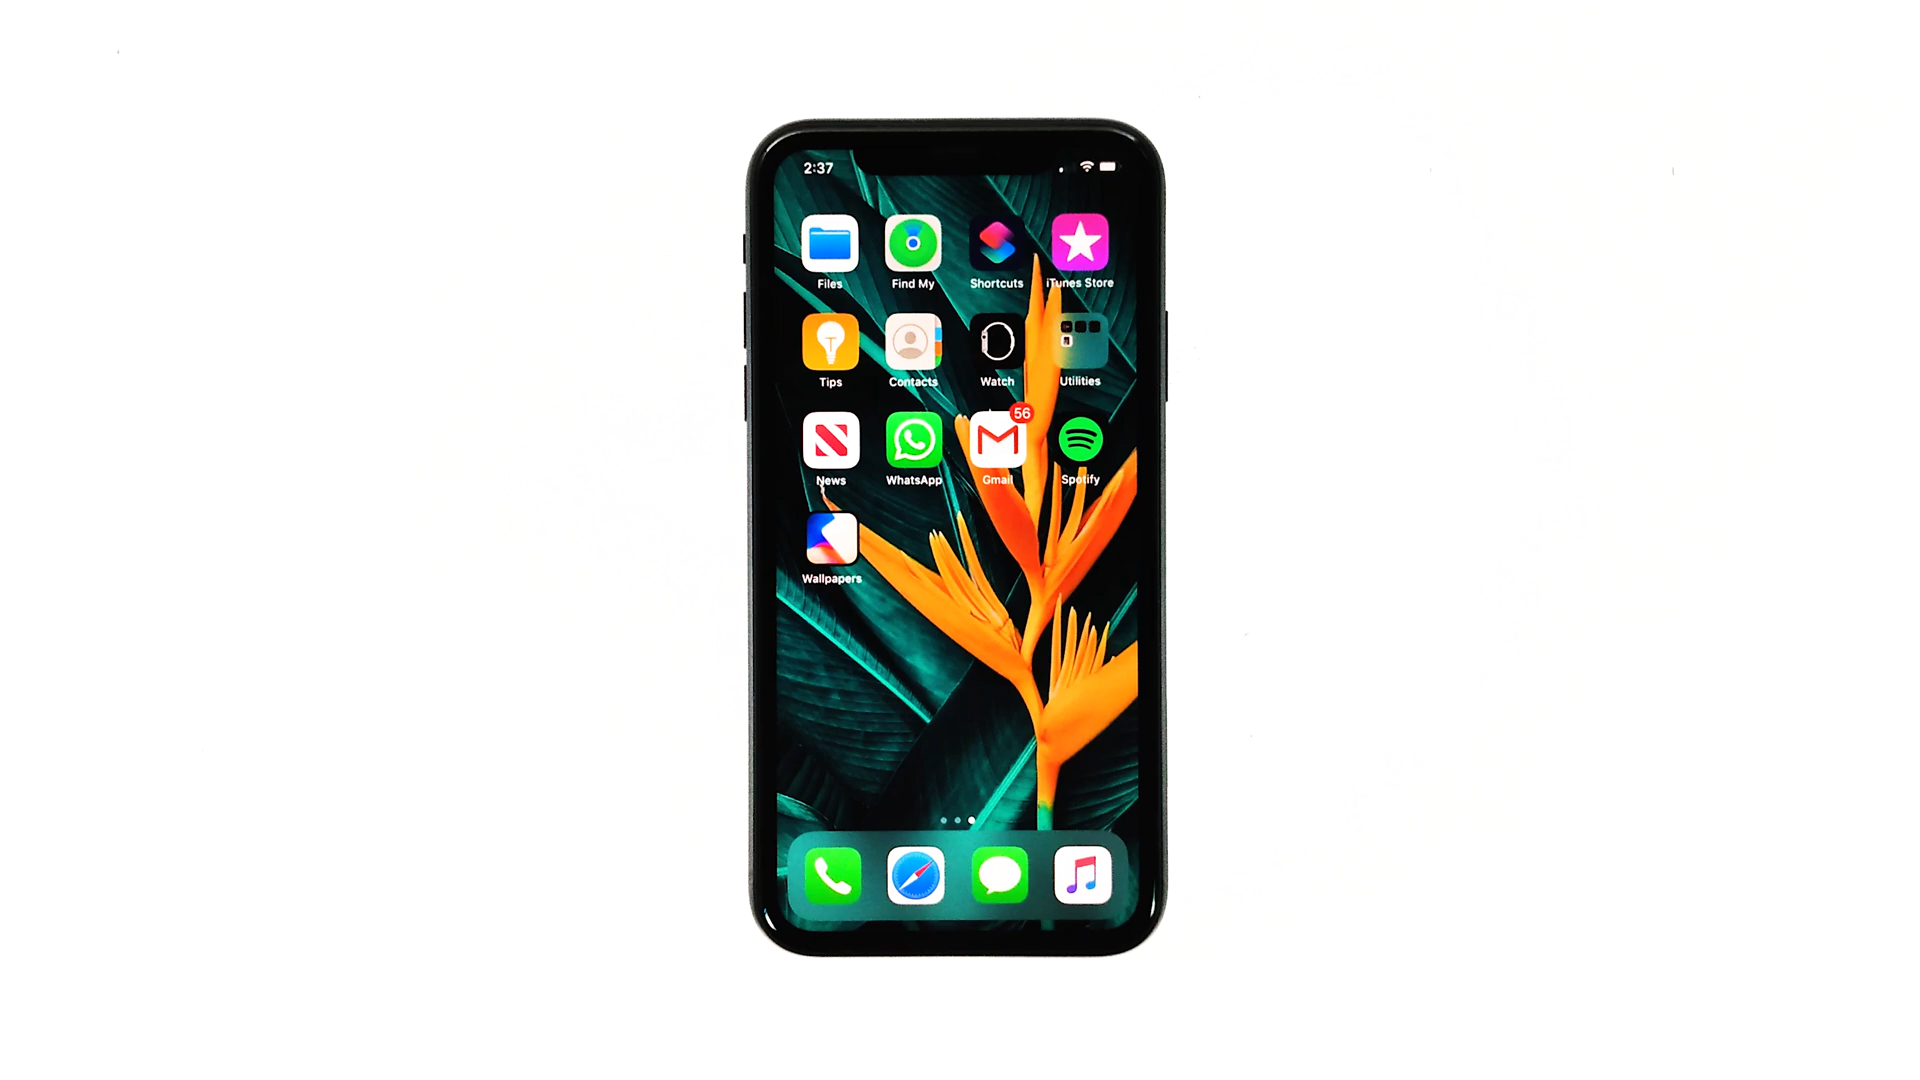 2:37
Files Find My Shortcuts iTunes Store
Tips Contacts Watch Utilities
56
News WhatsApp Gmail Spotify
Wallpapers